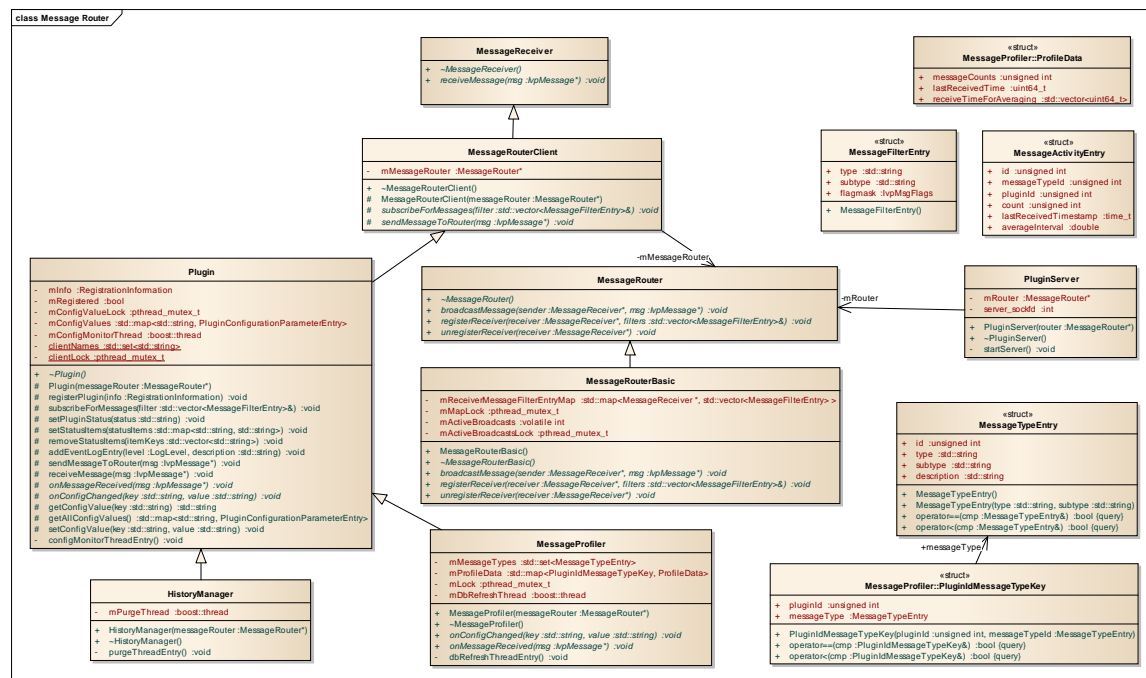 class Message Router
MessageReceiver
+ ~MessageReceiver()
+ receiveMessage(msg :IvpMessage*) :void
«struct»
MessageProfiler::ProfileData
+ messageCounts :unsigned int
+ lastReceivedTime :uint64_t
+ receiveTimeForAveraging :std::vector<uint64_t>
MessageRouterClient
- mMessageRouter :MessageRouter*
+ ~MessageRouterClient()
# MessageRouterClient(messageRouter :MessageRouter*)
# subscribeForMessages(filter :std::vector<MessageFilterEntry>&) :void
# sendMessageToRouter(msg :IvpMessage*) :void
«struct»
MessageFilterEntry
+ type :std::string
+ subtype :std::string
+ flagmask :IvpMsgFlags
+ MessageFilterEntry()
«struct»
MessageActivityEntry
+ id :unsigned int
+ messageTypeId :unsigned int
+ pluginId :unsigned int
+ count :unsigned int
+ lastReceivedTimestamp :time_t
+ averageInterval :double
-mMessageRouter
Plugin
- mInfo :RegistrationInformation
- mRegistered :bool
- mConfigValueLock :pthread_mutex_t
- mConfigValues :std::map<std::string, PluginConfigurationParameterEntry>
- mConfigMonitorThread :boost::thread
- clientNames :std::set<std::string>
- clientLock :pthread_mutex_t
+ ~Plugin()
# Plugin(messageRouter :MessageRouter*)
# registerPlugin(info :RegistrationInformation) :void
# subscribeForMessages(filter :std::vector<MessageFilterEntry>&) :void
# setPluginStatus(status :std::string) :void
# setStatusItems(statusItems :std::map<std::string, std::string>) :void
# removeStatusItems(itemKeys :std::vector<std::string>) :void
# addEventLogEntry(level :LogLevel, description :std::string) :void
# sendMessageToRouter(msg :IvpMessage*) :void
# receiveMessage(msg :IvpMessage*) :void
# onMessageReceived(msg :IvpMessage*) :void
# onConfigChanged(key :std::string, value :std::string) :void
# getConfigValue(key :std::string) :std::string
# getAllConfigValues() :std::map<std::string, PluginConfigurationParameterEntry>
# setConfigValue(key :std::string, value :std::string) :void
- configMonitorThreadEntry() :void
MessageRouter
+ ~MessageRouter()
+ broadcastMessage(sender :MessageReceiver*, msg :IvpMessage*) :void
+ registerReceiver(receiver :MessageReceiver*, filters :std::vector<MessageFilterEntry>&) :void
+ unregisterReceiver(receiver :MessageReceiver*) :void
-mRouter
PluginServer
- mRouter :MessageRouter*
- server_sockfd :int
+ PluginServer(router :MessageRouter*)
+ ~PluginServer()
- startServer() :void
MessageRouterBasic
- mReceiverMessageFilterEntryMap :std::map<MessageReceiver *, std::vector<MessageFilterEntry> >
- mMapLock :pthread_mutex_t
- mActiveBroadcasts :volatile int
- mActiveBroadcastsLock :pthread_mutex_t
+ MessageRouterBasic()
+ ~MessageRouterBasic()
+ broadcastMessage(sender :MessageReceiver*, msg :IvpMessage*) :void
+ registerReceiver(receiver :MessageReceiver*, filters :std::vector<MessageFilterEntry>&) :void
+ unregisterReceiver(receiver :MessageReceiver*) :void
«struct»
MessageTypeEntry
+ id :unsigned int
+ type :std::string
+ subtype :std::string
+ description :std::string
+ MessageTypeEntry()
+ MessageTypeEntry(type :std::string, subtype :std::string)
+ operator==(cmp :MessageTypeEntry&) :bool {query}
+ operator<(cmp :MessageTypeEntry&) :bool {query}
+messageType
MessageProfiler
- mMessageTypes :std::set<MessageTypeEntry>
- mProfileData :std::map<PluginIdMessageTypeKey, ProfileData>
- mLock :pthread_mutex_t
- mDbRefreshThread :boost::thread
+ MessageProfiler(messageRouter :MessageRouter*)
+ ~MessageProfiler()
+ onConfigChanged(key :std::string, value :std::string) :void
+ onMessageReceived(msg :IvpMessage*) :void
- dbRefreshThreadEntry() :void
«struct»
MessageProfiler::PluginIdMessageTypeKey
+ pluginId :unsigned int
+ messageType :MessageTypeEntry
+ PluginIdMessageTypeKey(pluginId :unsigned int, messageTypeId :MessageTypeEntry)
+ operator==(cmp :PluginIdMessageTypeKey&) :bool {query}
+ operator<(cmp :PluginIdMessageTypeKey&) :bool {query}
HistoryManager
- mPurgeThread :boost::thread
+ HistoryManager(messageRouter :MessageRouter*)
+ ~HistoryManager()
- purgeThreadEntry() :void